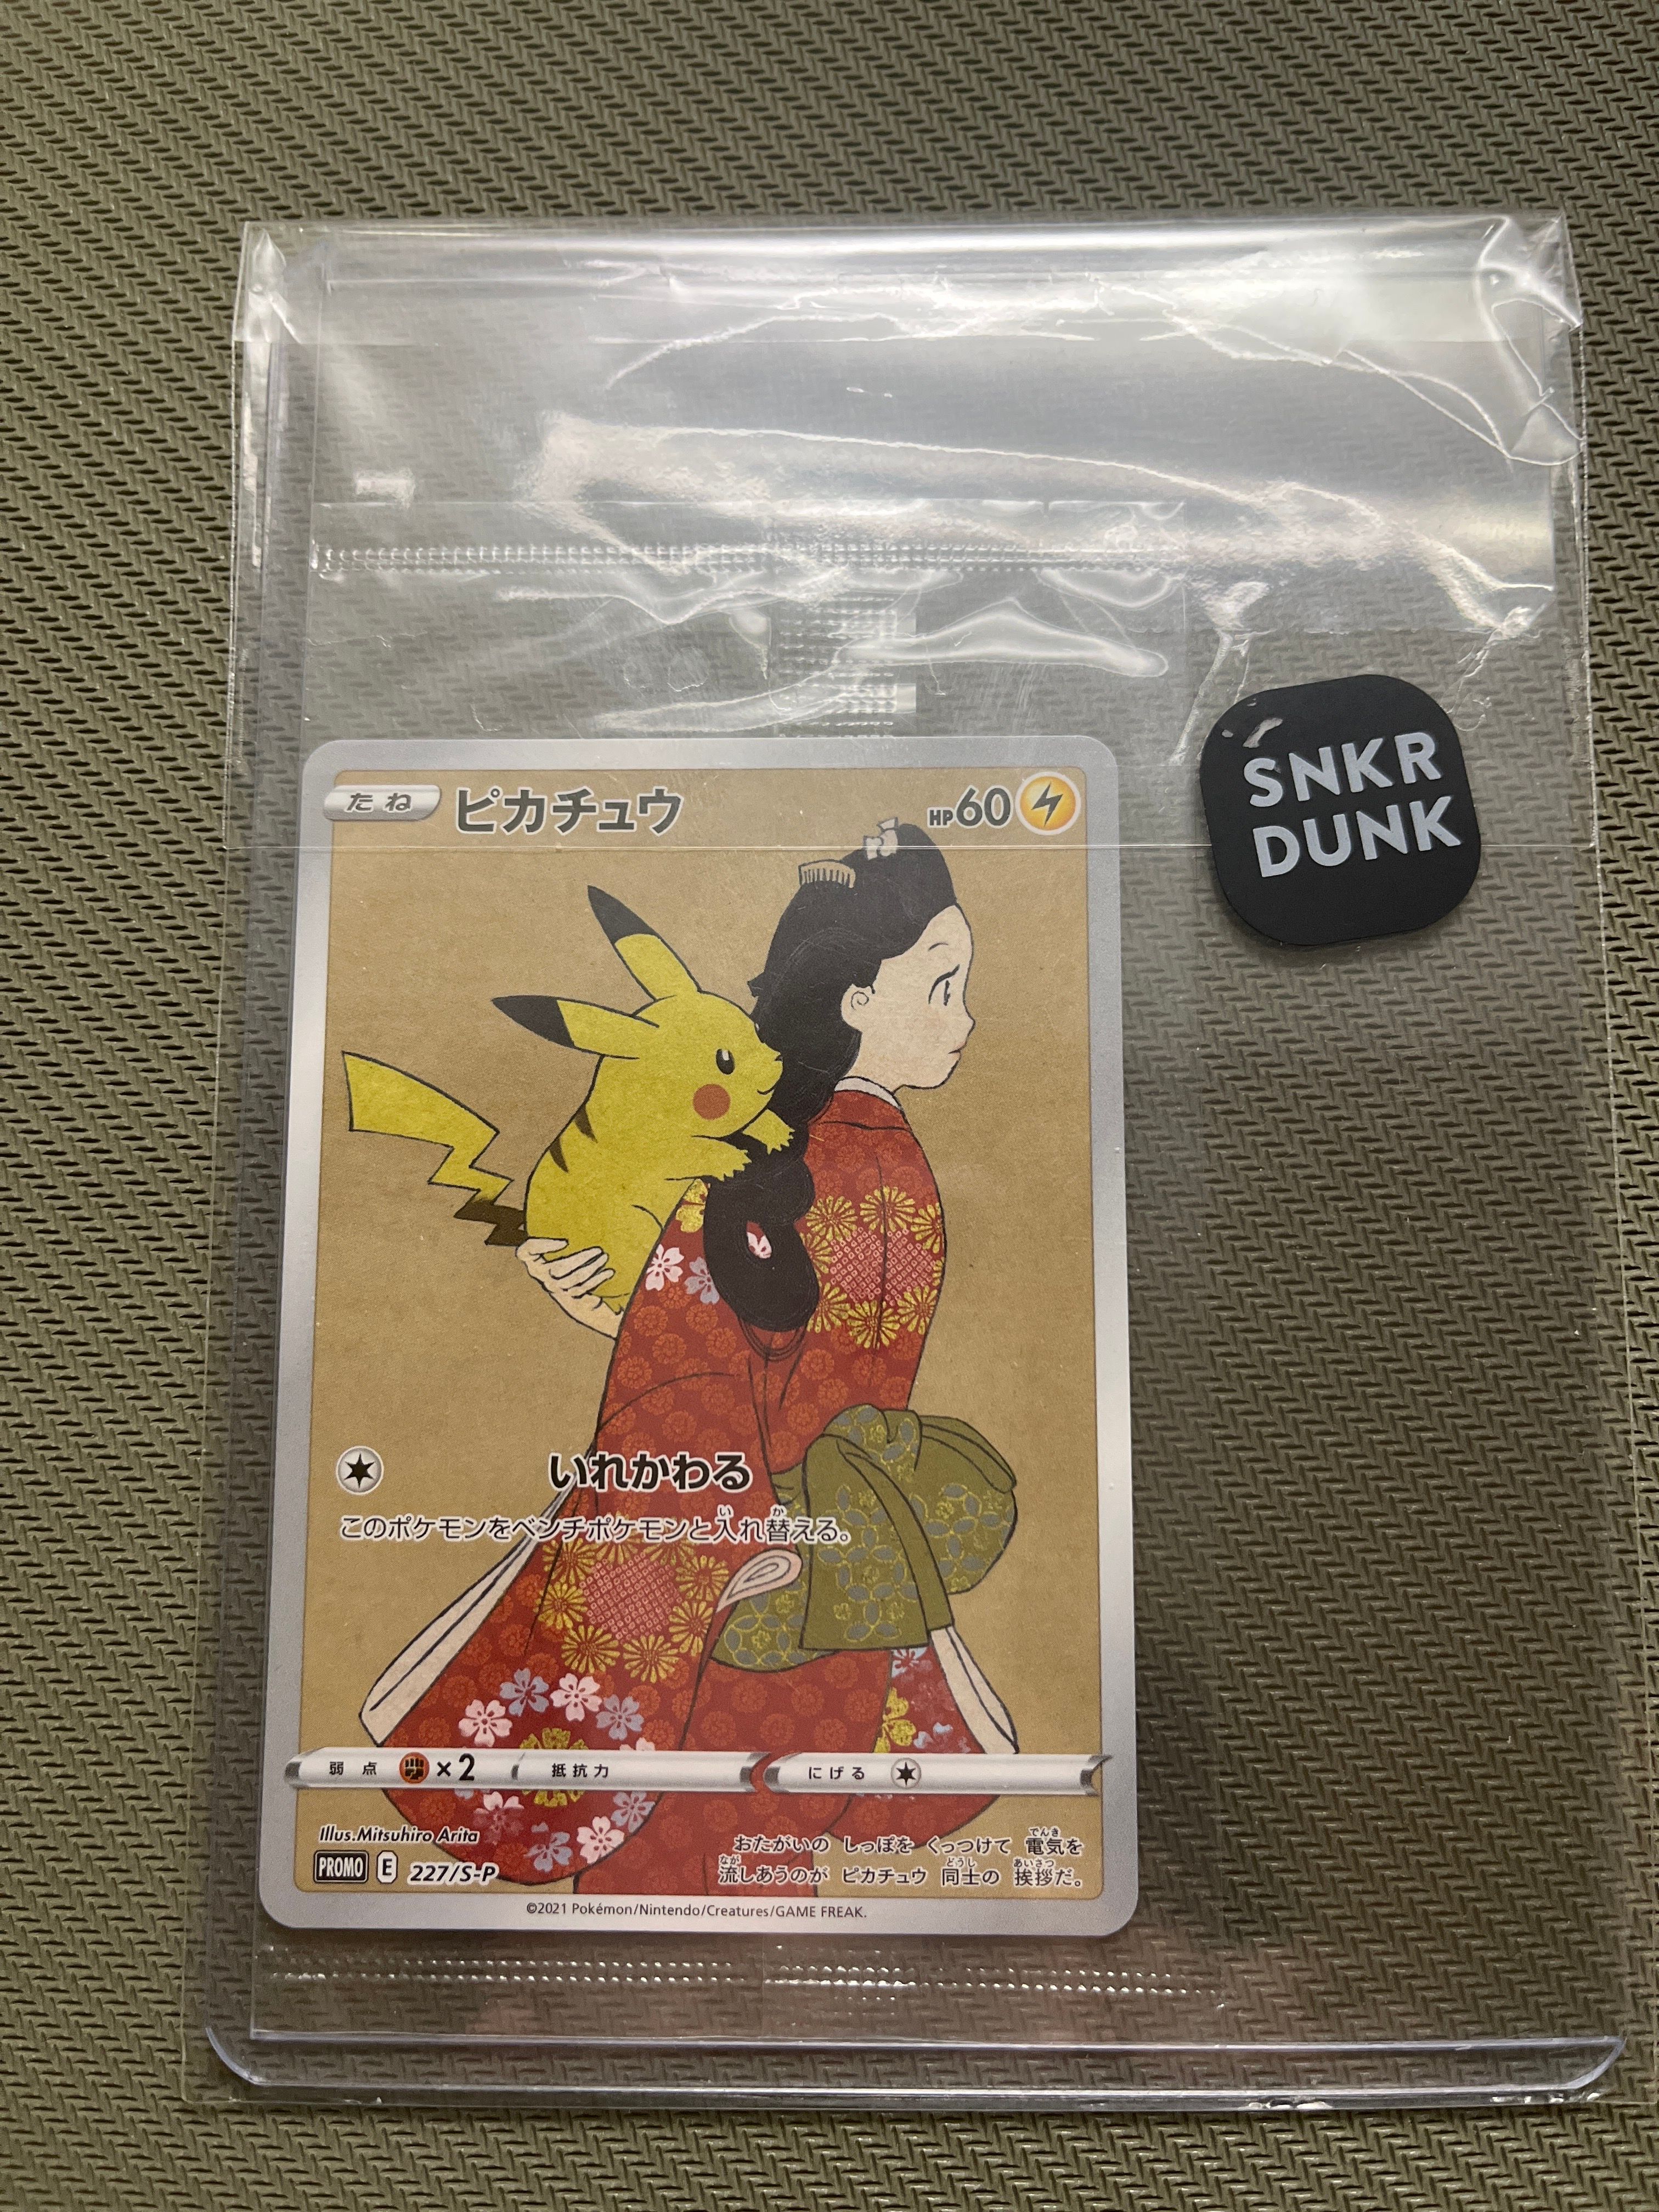 SNKR
DUNK
たね ピカチュウ HP60
いれかわる
このポケモンをベンチポケモンと入れ替える。
弱点 ×2 抵抗力 にげる
Illus.Mitsuhiro Arita
PROMO E 227/S-P
おたがいの しっぽを くっつけて 電気を
流しあうのが ピカチュウ 同士の 挨拶だ。
©2021 Pokémon/Nintendo/Creatures/GAME FREAK.